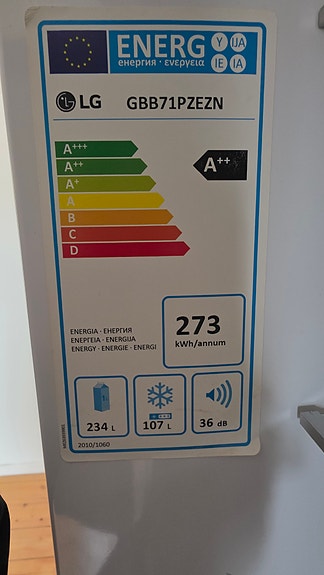 ENERG Y IJA
енергия · ενεργεια IE IA
LG GBB71PZEZN
A+++
A++
A+
A
B
C
D
A++
ENERGIA · ЕНЕРГИЯ
ΕΝΕΡΓΕΙΑ · ENERGIJA
ENERGY · ENERGIE · ENERGI
273
kWh/annum
234 L
107 L
36 dB
2010/1060